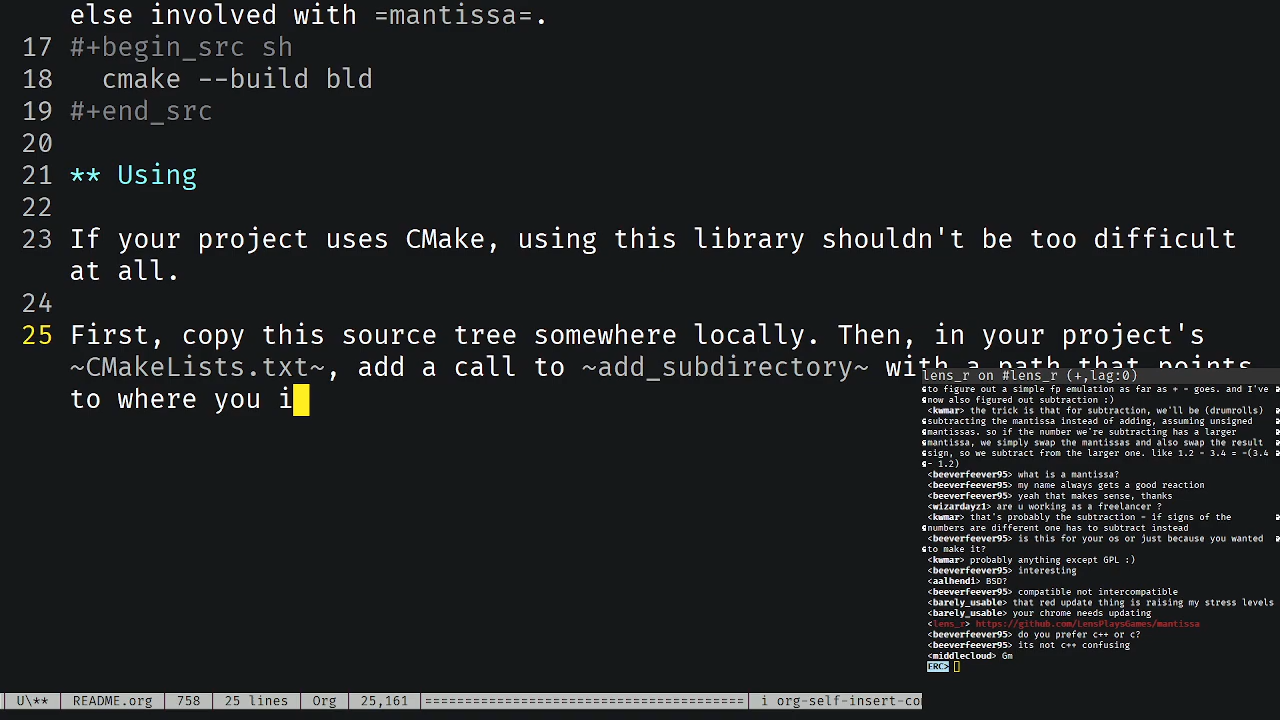 else involved with =mantissa=.
17 #+begin_src sh
18 cmake --build bld
19 #+end_src
20
21 ** Using
22
23 If your project uses CMake, using this library shouldn't be too difficult
at all.
24
25 First, copy this source tree somewhere locally. Then, in your project's
~CMakeLists.txt~, add a call to ~add_subdirectory~ with a path that points
to where you i
lens_r on #lens_r (+,lag:0)
to figure out a simple fp emulation as far as + - goes. and I've
now also figured out subtraction :)
<kwmar> the trick is that for subtraction, we'll be (drumrolls)
subtracting the mantissa instead of adding, assuming unsigned
mantissas. so if the number we're subtracting has a larger
mantissa, we simply swap the mantissas and also swap the result
sign, so we subtract from the larger one. like 1.2 - 3.4 = -(3.4
- 1.2)
<beeverfeever95> what is a mantissa?
<beeverfeever95> my name always gets a good reaction
<beeverfeever95> yeah that makes sense, thanks
<wizardayz1> are u working as a freelancer ?
<kwmar> that's probably the subtraction - if signs of the
numbers are different one has to subtract instead
<beeverfeever95> is this for your os or just because you wanted
to make it?
<kwmar> probably anything except GPL :)
<beeverfeever95> interesting
<aalhendi> BSD?
<beeverfeever95> compatible not intercompatible
<barely_usable> that red update thing is raising my stress levels
<barely_usable> your chrome needs updating
<lens_r> https://github.com/LensPlaysGames/mantissa
<beeverfeever95> do you prefer c++ or c?
<beeverfeever95> its not c++ confusing
<middlecloud> Gm
ERC>
U\** README.org 758 25 lines Org 25,161 ======================================== i org-self-insert-co